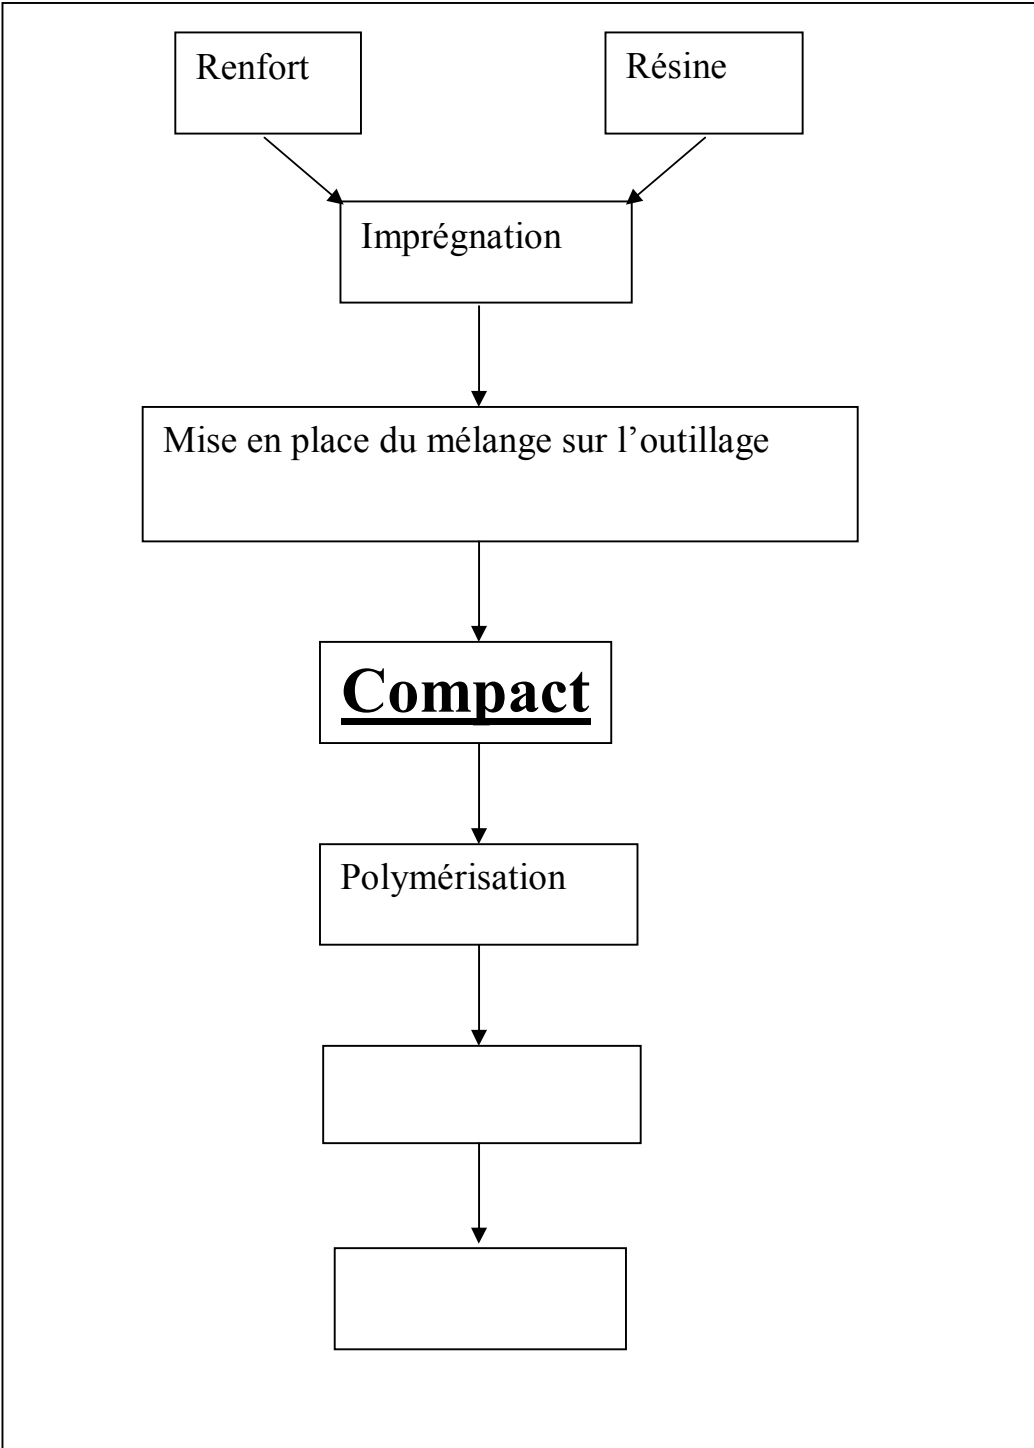 Renfort
Résine
Imprégnation
Mise en place du mélange sur l’outillage
Compact
Polymérisation